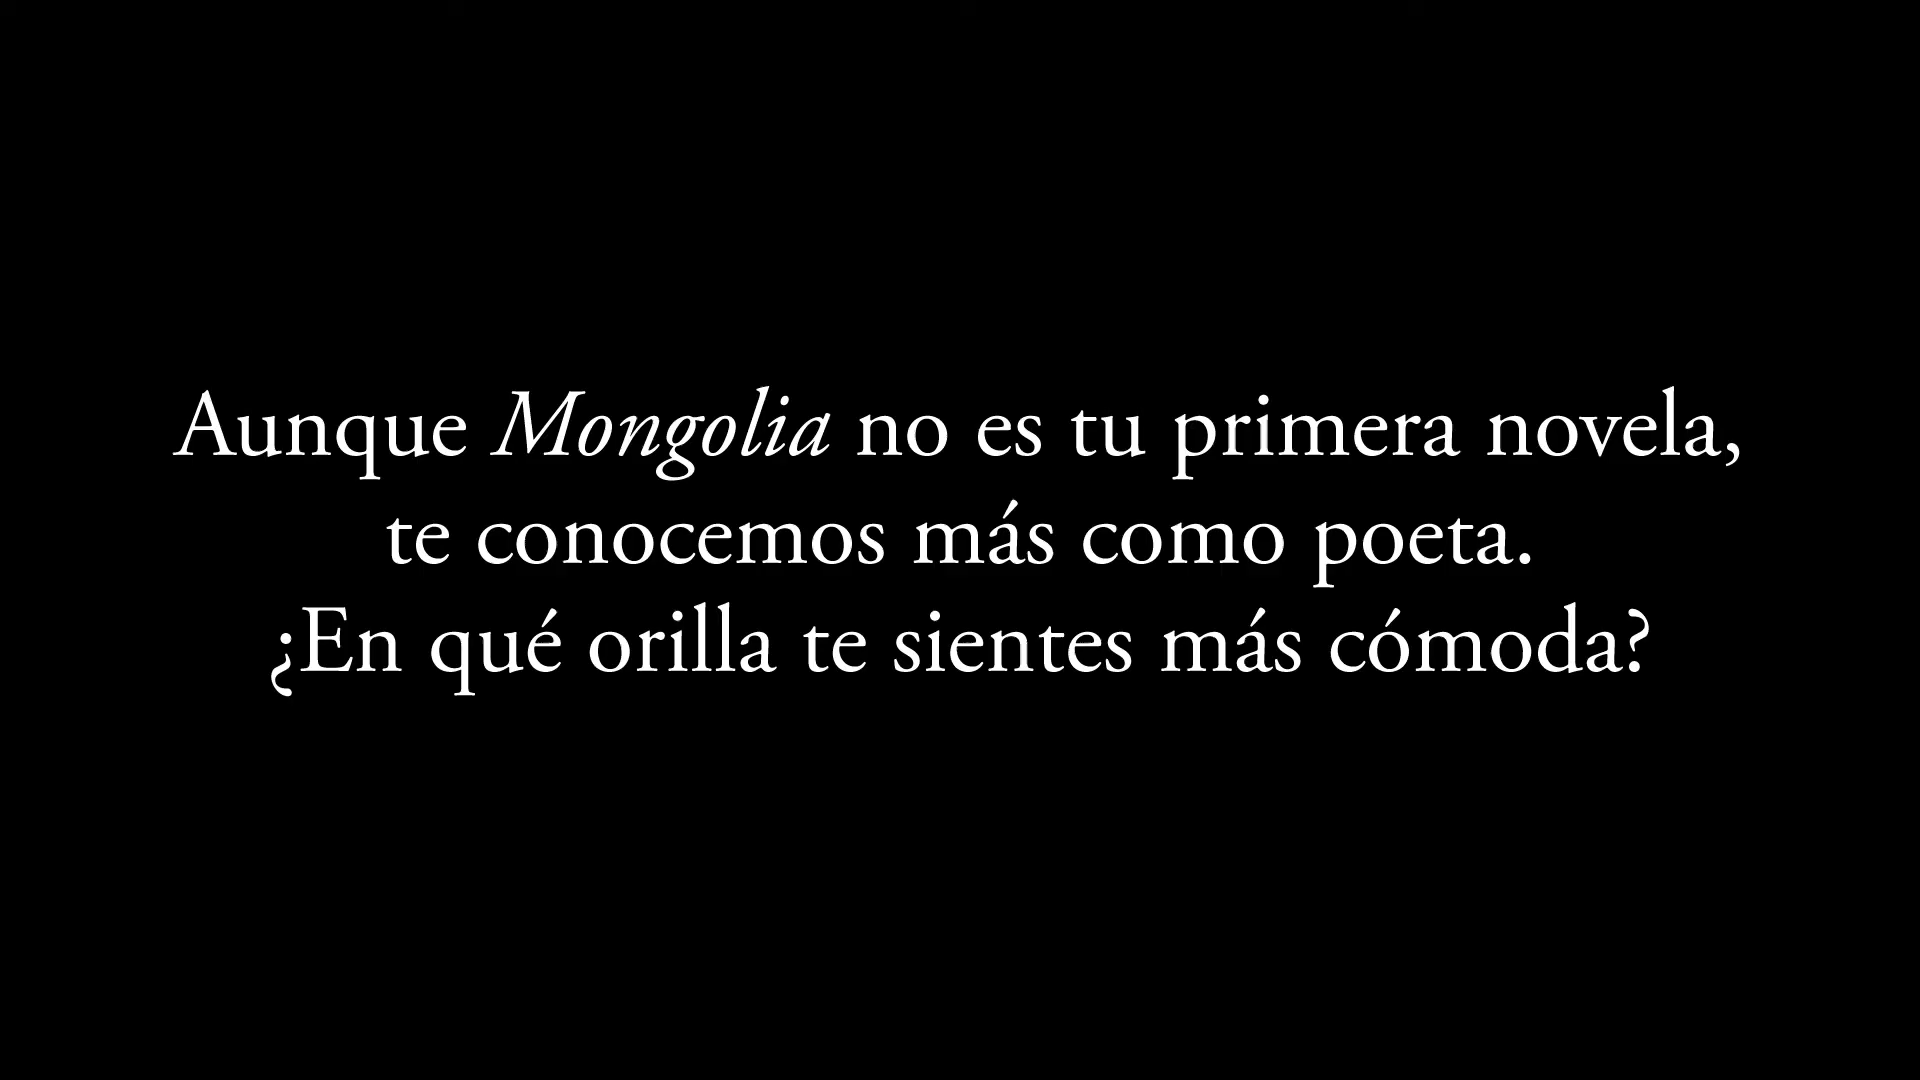 Aunque Mongolia no es tu primera novela,
te conocemos más como poeta.
¿En qué orilla te sientes más cómoda?